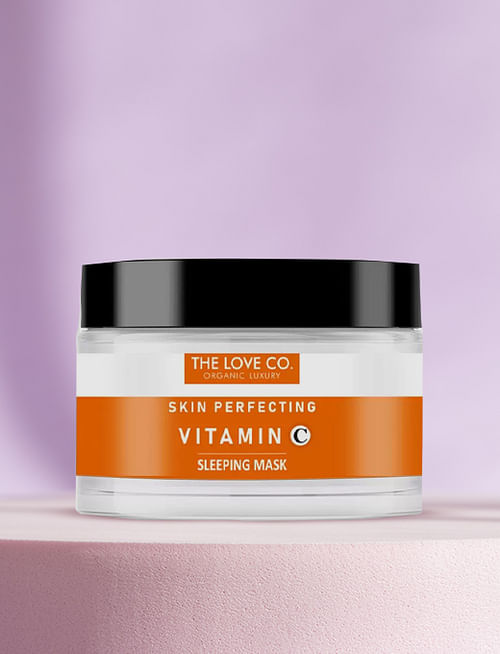 THE LOVE CO.
ORGANIC LUXURY
SKIN PERFECTING
VITAMIN C
SLEEPING MASK